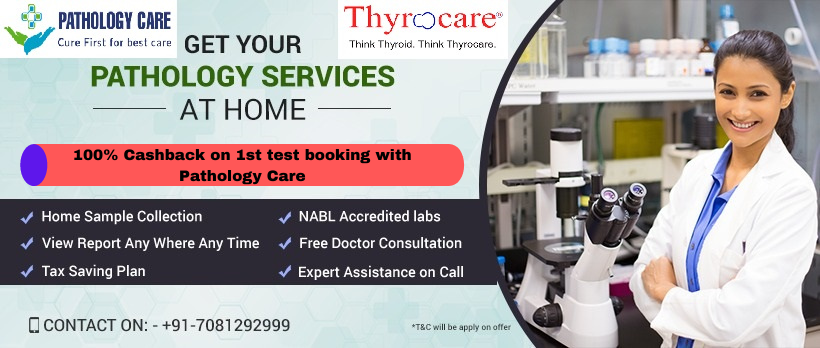 PATHOLOGY CARE
Cure First for best care
Thyrocare®
Think Thyroid. Think Thyrocare.
GET YOUR
PATHOLOGY SERVICES
AT HOME
100% Cashback on 1st test booking with
Pathology Care
Home Sample Collection
NABL Accredited labs
View Report Any Where Any Time
Free Doctor Consultation
Tax Saving Plan
Expert Assistance on Call
CONTACT ON: - +91-7081292999
*T&C will be apply on offer